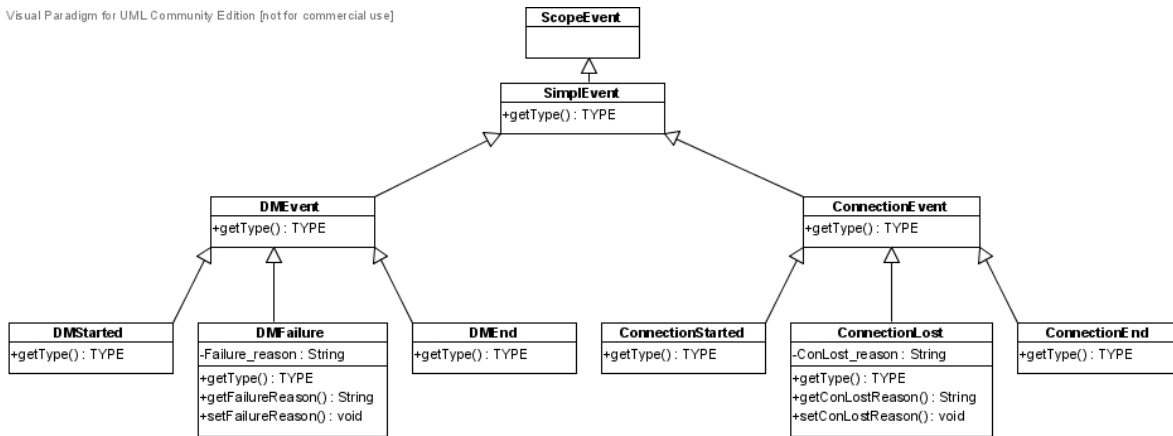 Visual Paradigm for UML Community Edition [not for commercial use]
ScopeEvent
SimplEvent
+getType() : TYPE
DMEvent
+getType() : TYPE
ConnectionEvent
+getType() : TYPE
DMStarted
+getType() : TYPE
DMFailure
-Failure_reason : String
+getType() : TYPE
+getFailureReason() : String
+setFailureReason() : void
DMEnd
+getType() : TYPE
ConnectionStarted
+getType() : TYPE
ConnectionLost
-ConLost_reason : String
+getType() : TYPE
+getConLostReason() : String
+setConLostReason() : void
ConnectionEnd
+getType() : TYPE